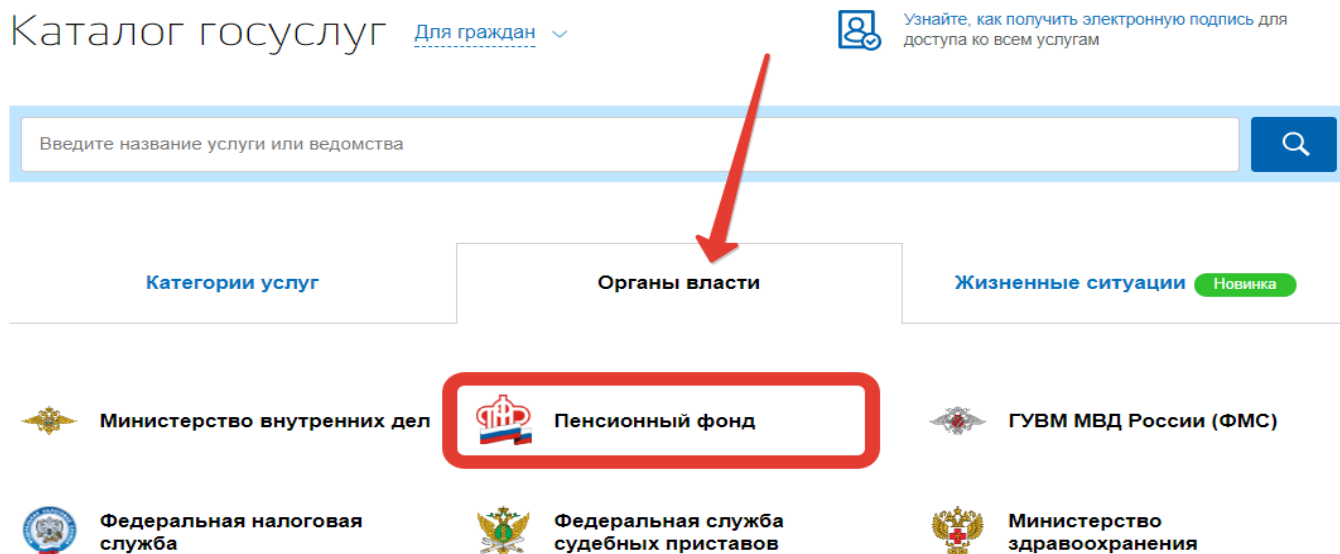 Каталог госуслуг Для граждан
Узнайте, как получить электронную подпись для
доступа ко всем услугам
Введите название услуги или ведомства
Категории услуг
Органы власти
Жизненные ситуации Новинка
Министерство внутренних дел
Пенсионный фонд
ГУВМ МВД России (ФМС)
Федеральная налоговая
служба
Федеральная служба
судебных приставов
Министерство
здравоохранения